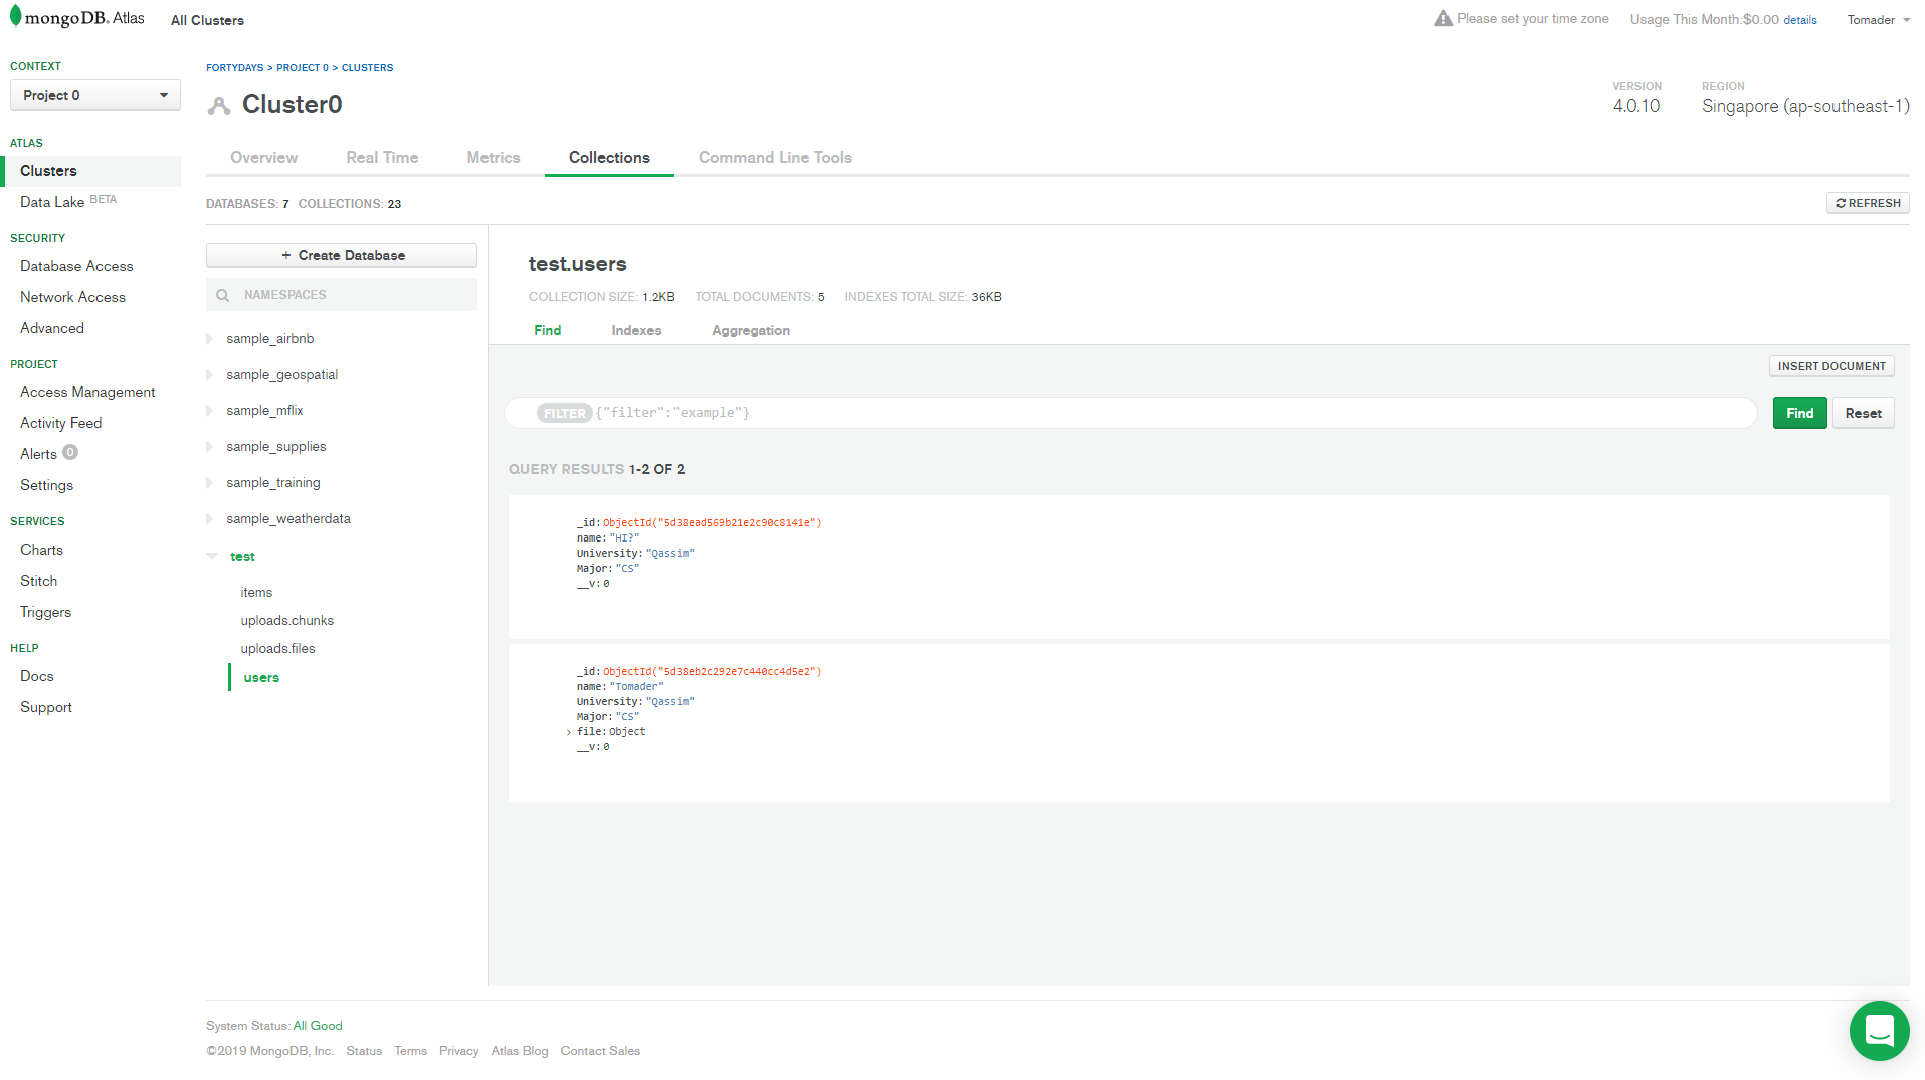 mongoDB. Atlas
All Clusters
Please set your time zone
Usage This Month:$0.00 details
Tomader
CONTEXT
Project 0
ATLAS
Clusters
Data Lake BETA
SECURITY
Database Access
Network Access
Advanced
PROJECT
Access Management
Activity Feed
Alerts 0
Settings
SERVICES
Charts
Stitch
Triggers
HELP
Docs
Support
FORTYDAYS > PROJECT 0 > CLUSTERS
Cluster0
VERSION
4.0.10
REGION
Singapore (ap-southeast-1)
Overview Real Time Metrics Collections Command Line Tools
DATABASES: 7 COLLECTIONS: 23
REFRESH
+ Create Database
NAMESPACES
sample_airbnb
sample_geospatial
sample_mflix
sample_supplies
sample_training
sample_weatherdata
test
items
uploads.chunks
uploads.files
users
test.users
COLLECTION SIZE: 1.2KB TOTAL DOCUMENTS: 5 INDEXES TOTAL SIZE: 36KB
Find Indexes Aggregation
INSERT DOCUMENT
FILTER {"filter":"example"}
Find
Reset
QUERY RESULTS 1-2 OF 2
_id: ObjectId("5d38ead569b21e2c90c8141e")
name: "HI?"
University: "Qassim"
Major: "CS"
__v: 0
_id: ObjectId("5d38eb2c292e7c440cc4d5e2")
name: "Tomader"
University: "Qassim"
Major: "CS"
> file: Object
__v: 0
System Status: All Good
©2019 MongoDB, Inc. Status Terms Privacy Atlas Blog Contact Sales